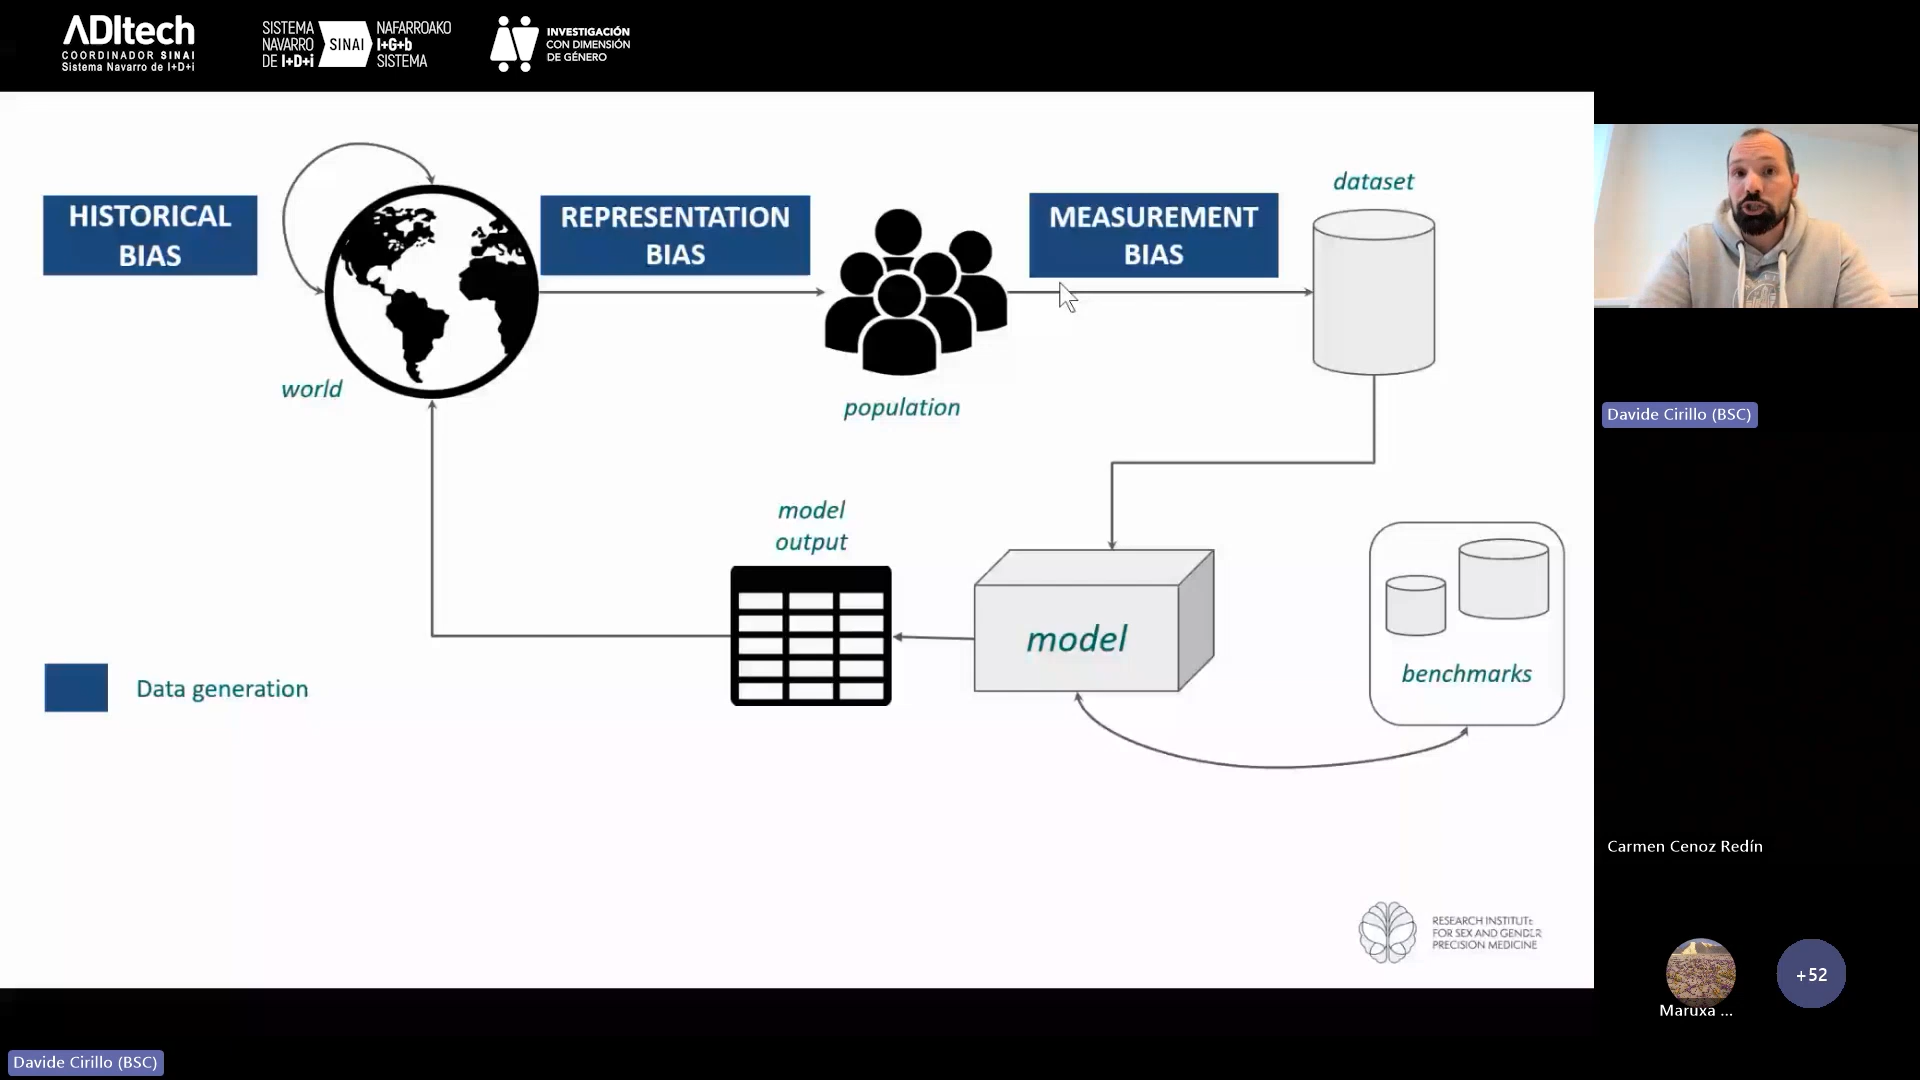 ADItech
COORDINADOR SINAI
Sistema Navarro de I+D+i
SISTEMA
NAVARRO
DE I+D+i
SINAI
NAFARROAKO
I+G+b
SISTEMA
INVESTIGACIÓN
CON DIMENSIÓN
DE GÉNERO
HISTORICAL
BIAS
REPRESENTATION
BIAS
MEASUREMENT
BIAS
dataset
world
population
model
output
model
benchmarks
Data generation
RESEARCH INSTITUTE
FOR SEX AND GENDER
PRECISION MEDICINE
Davide Cirillo (BSC)
Carmen Cenoz Redín
+52
Maruxa ...
Davide Cirillo (BSC)